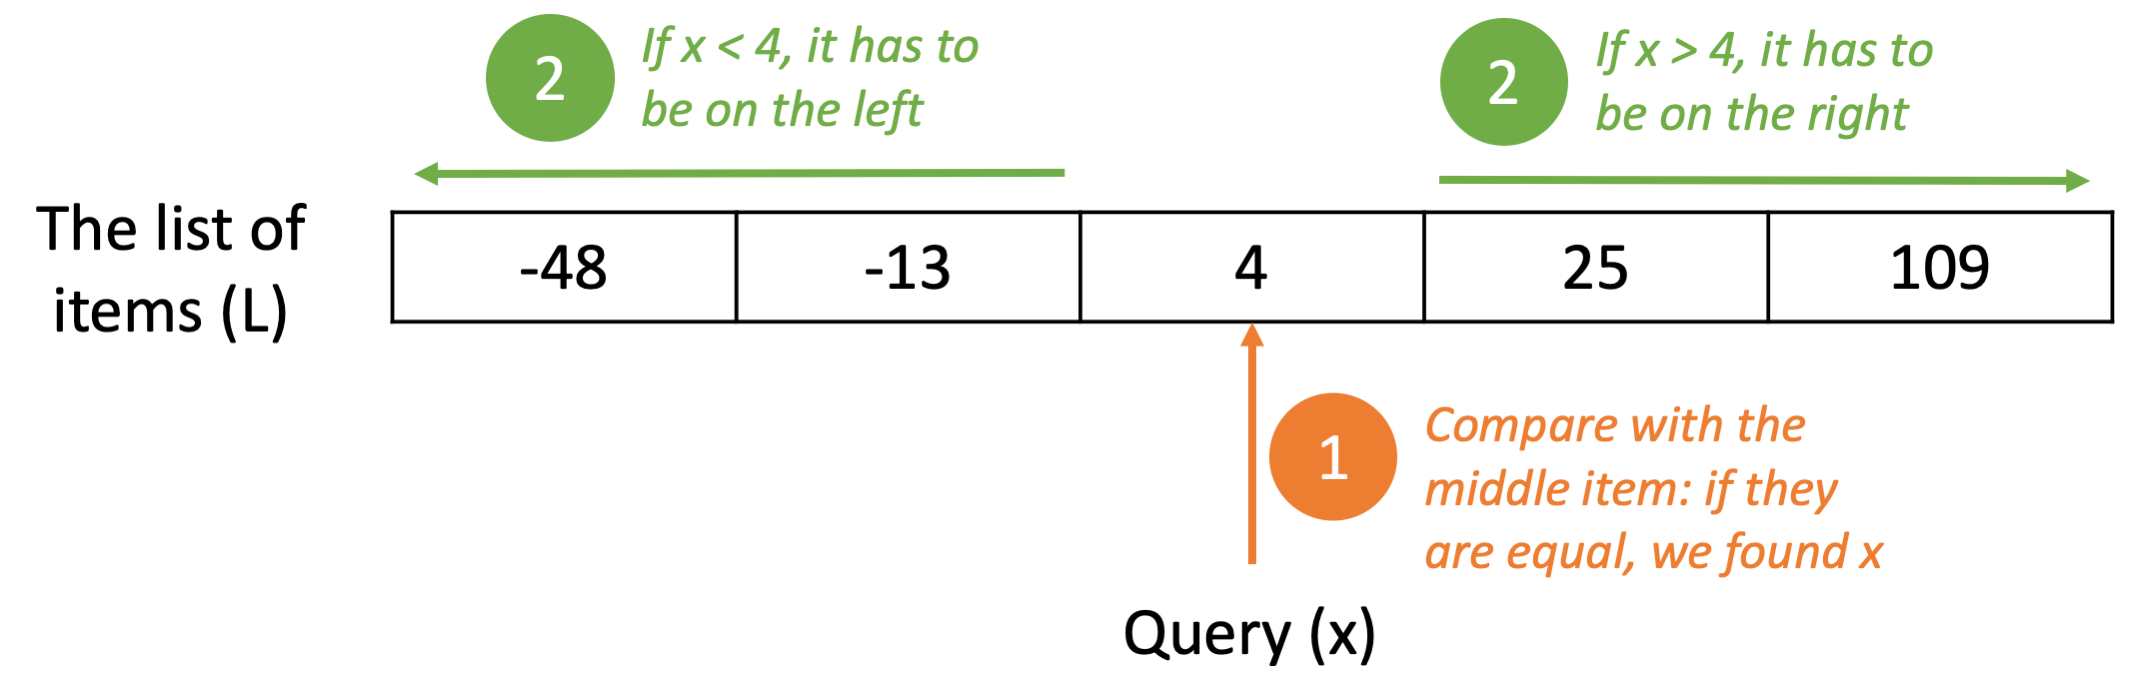 2
If x < 4, it has to
be on the left
2
If x > 4, it has to
be on the right
The list of
items (L)
-48 -13 4 25 109
1
Compare with the
middle item: if they
are equal, we found x
Query (x)